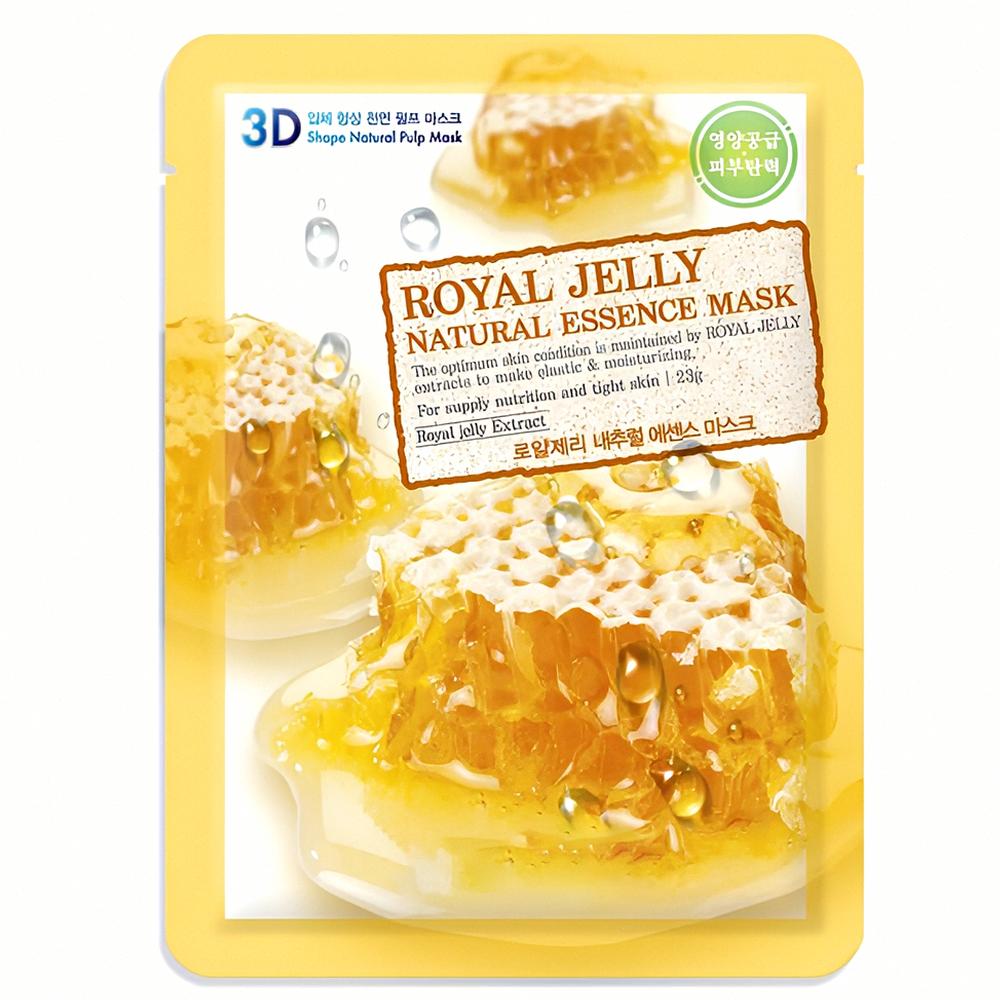 3D 입체 형상 천연 펄프 마스크
Shape Natural Pulp Mask
영양공급
피부탄력
ROYAL JELLY
NATURAL ESSENCE MASK
The optimum skin condition is maintained by ROYAL JELLY
extracts to make elastic & moisturizing.
For supply nutrition and tight skin | 23g
Royal jelly Extract
로얄제리 내추럴 에센스 마스크